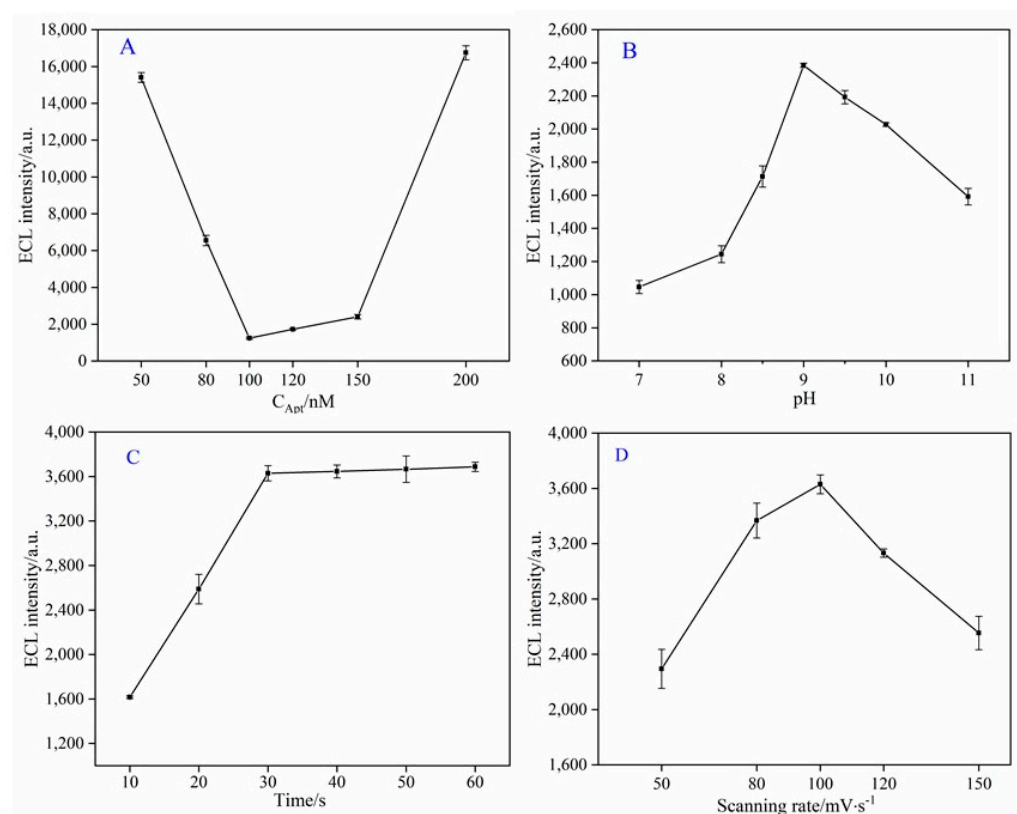 A
ECL intensity/a.u.
18,000
16,000
14,000
12,000
10,000
8,000
6,000
4,000
2,000
0
50 80 100 120 150 200
C_Apt/nM
B
ECL intensity/a.u.
2,600
2,400
2,200
2,000
1,800
1,600
1,400
1,200
1,000
800
600
7 8 9 10 11
pH
C
ECL intensity/a.u.
4,000
3,600
3,200
2,800
2,400
2,000
1,600
1,200
10 20 30 40 50 60
Time/s
D
ECL intensity/a.u.
4,000
3,600
3,200
2,800
2,400
2,000
1,600
50 80 100 120 150
Scanning rate/mV·s⁻¹